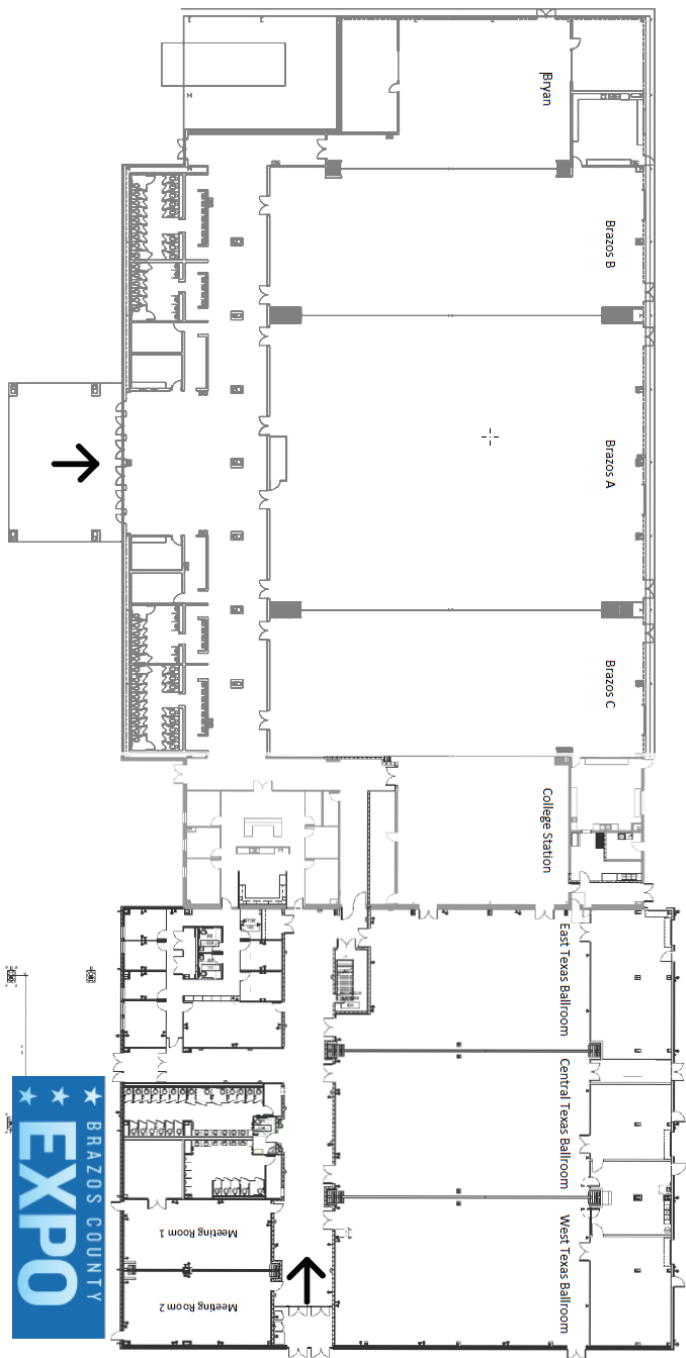 Bryan
Brazos B
Brazos A
Brazos C
College Station
East Texas Ballroom
Central Texas Ballroom
West Texas Ballroom
Meeting Room 1
Meeting Room 2
BRAZOS COUNTY
EXPO